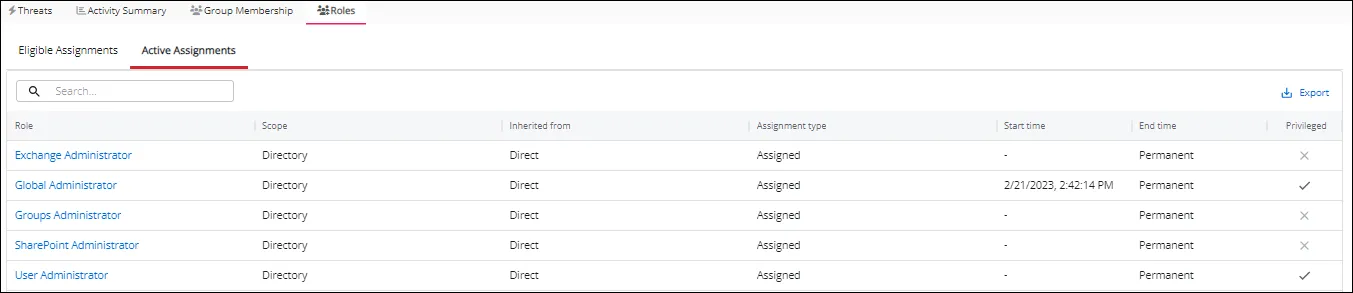 Threats Activity Summary Group Membership Roles
Eligible Assignments Active Assignments
Search...
Export
Role Scope Inherited from Assignment type Start time End time Privileged
Exchange Administrator Directory Direct Assigned - Permanent
Global Administrator Directory Direct Assigned 2/21/2023, 2:42:14 PM Permanent
Groups Administrator Directory Direct Assigned - Permanent
SharePoint Administrator Directory Direct Assigned - Permanent
User Administrator Directory Direct Assigned - Permanent